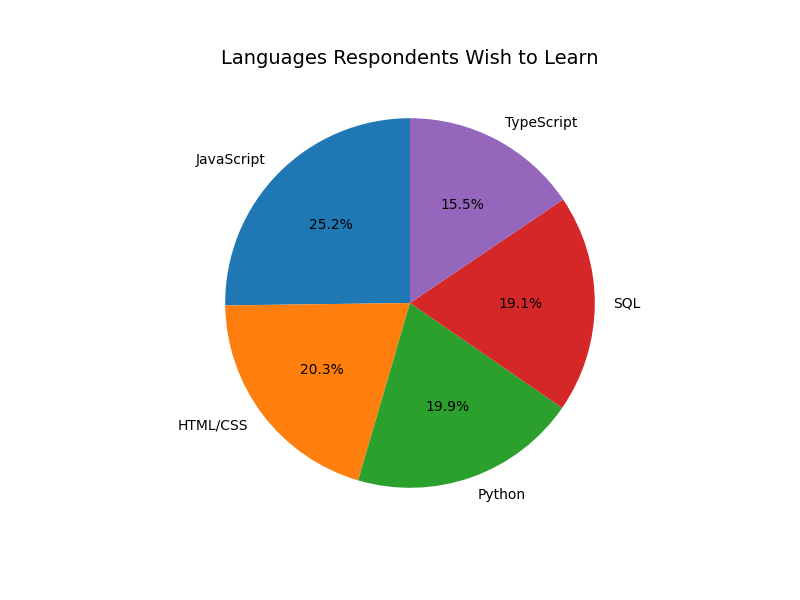 Languages Respondents Wish to Learn
TypeScript
JavaScript
15.5%
25.2%
SQL
19.1%
20.3%
19.9%
HTML/CSS
Python